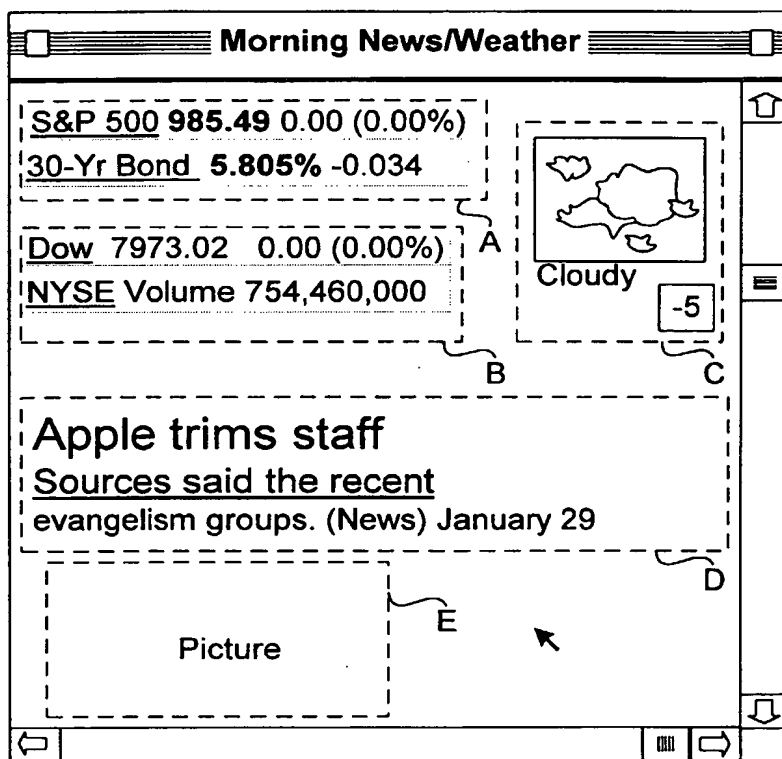 Morning News/Weather
S&P 500 985.49 0.00 (0.00%)
30-Yr Bond 5.805% -0.034
A
Dow 7973.02 0.00 (0.00%)
NYSE Volume 754,460,000
B
Cloudy
-5
C
Apple trims staff
Sources said the recent
evangelism groups. (News) January 29
D
Picture
E